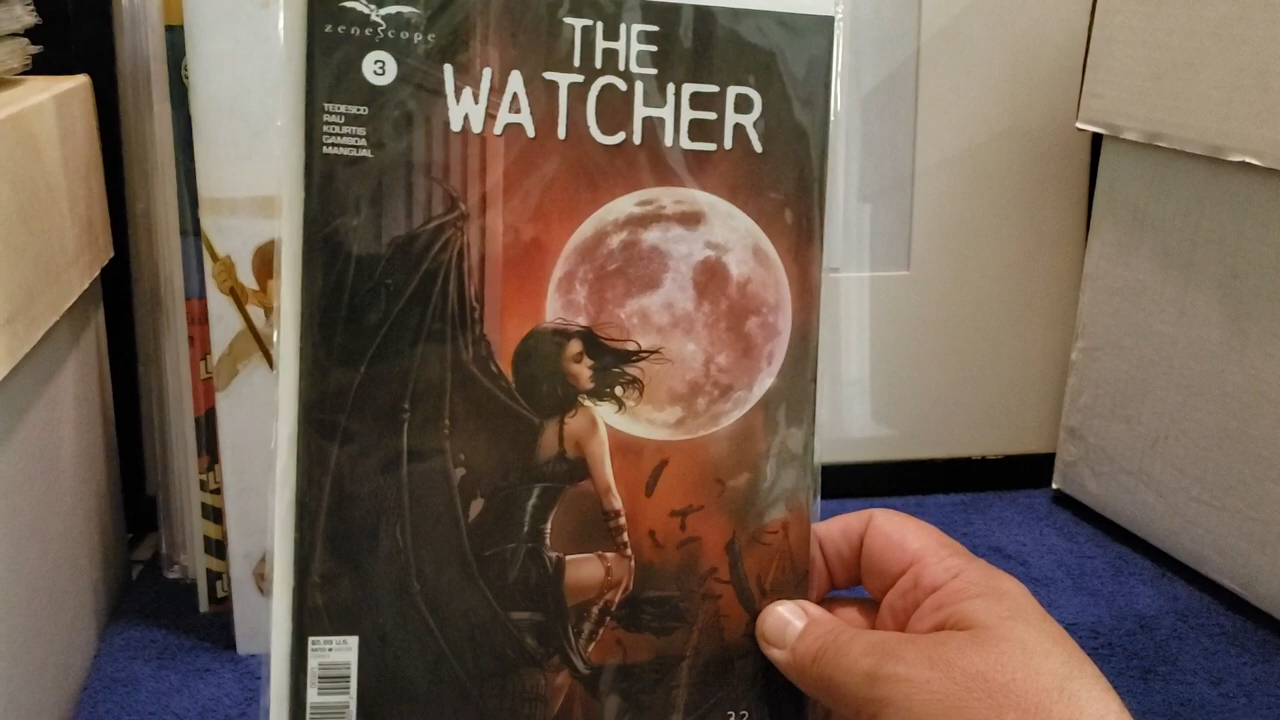 zenescope
3
THE
WATCHER
TEDESCO
RAU
KOURTIS
GAMBOA
MANGUAL
$5.99 U.S.